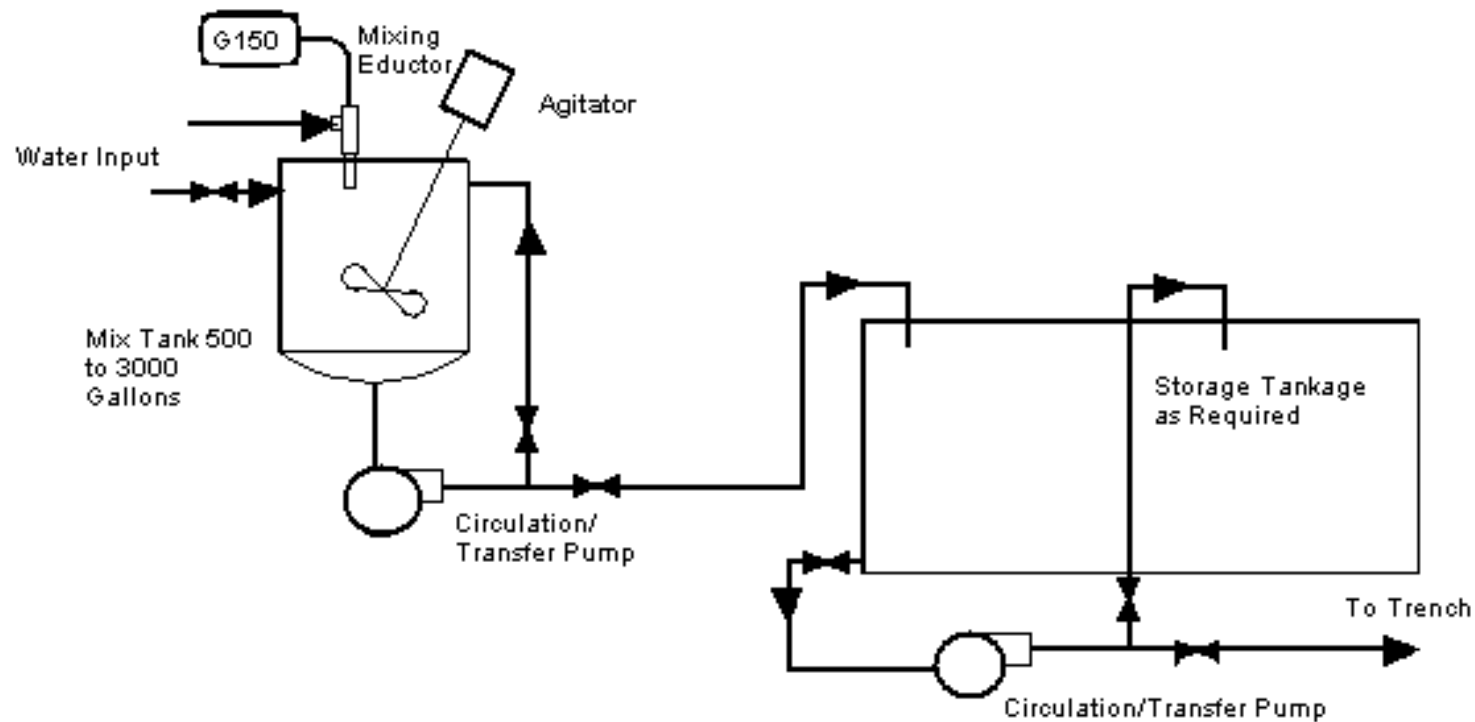 G150
Mixing
Eductor
Agitator
Water Input
Mix Tank 500
to 3000
Gallons
Circulation/
Transfer Pump
Storage Tankage
as Required
To Trench
Circulation/Transfer Pump